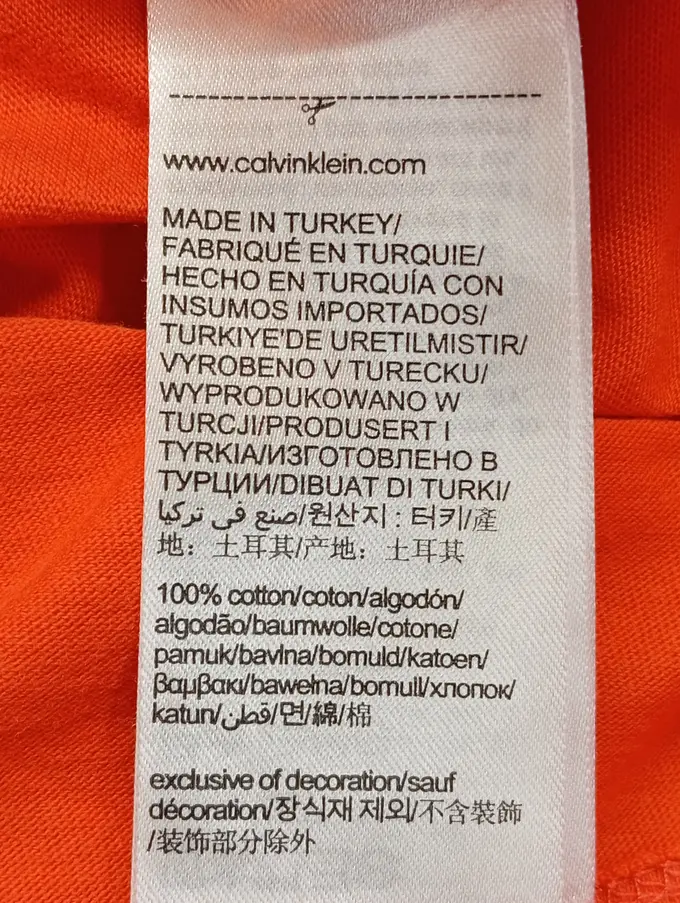 www.calvinklein.com
MADE IN TURKEY/
FABRIQUÉ EN TURQUIE/
HECHO EN TURQUÍA CON
INSUMOS IMPORTADOS/
TURKIYE'DE URETILMISTIR/
VYROBENO V TURECKU/
WYPRODUKOWANO W
TURCJI/PRODUSERT I
TYRKIA/ИЗГОТОВЛЕНО В
ТУРЦИИ/DIBUAT DI TURKI/
صنع في تركيا/원산지 : 터키/產
地：土耳其/产地：土耳其
100% cotton/coton/algodón/
algodão/baumwolle/cotone/
pamuk/bavlna/bomuld/katoen/
βαμβακι/bawełna/bomull/хлопок/
katun/قطن/면/綿/棉
exclusive of decoration/sauf
décoration/장식재 제외/不含裝飾
/装饰部分除外